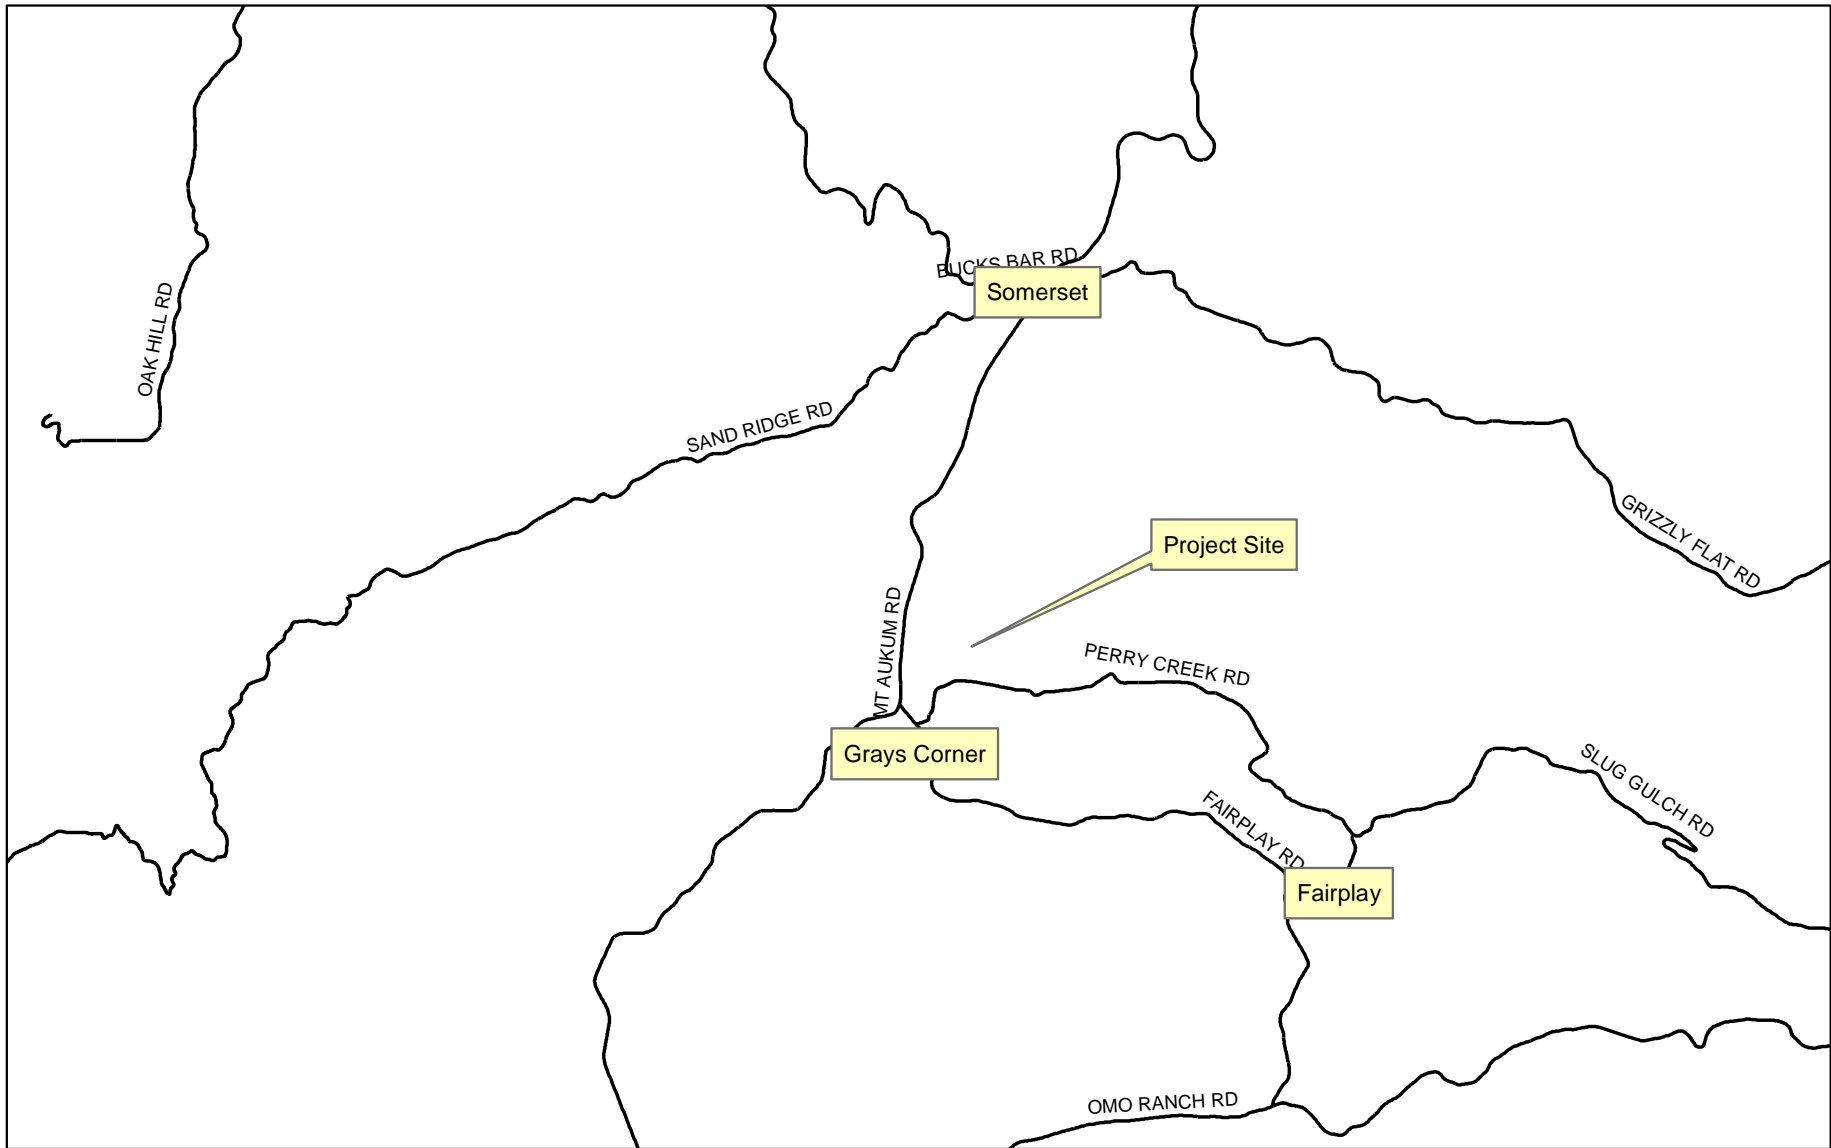 BUCKS BAR RD
Somerset
OAK HILL RD
SAND RIDGE RD
GRIZZLY FLAT RD
Project Site
MT AUKUM RD
PERRY CREEK RD
Grays Corner
SLUG GULCH RD
FAIRPLAY RD
Fairplay
OMO RANCH RD